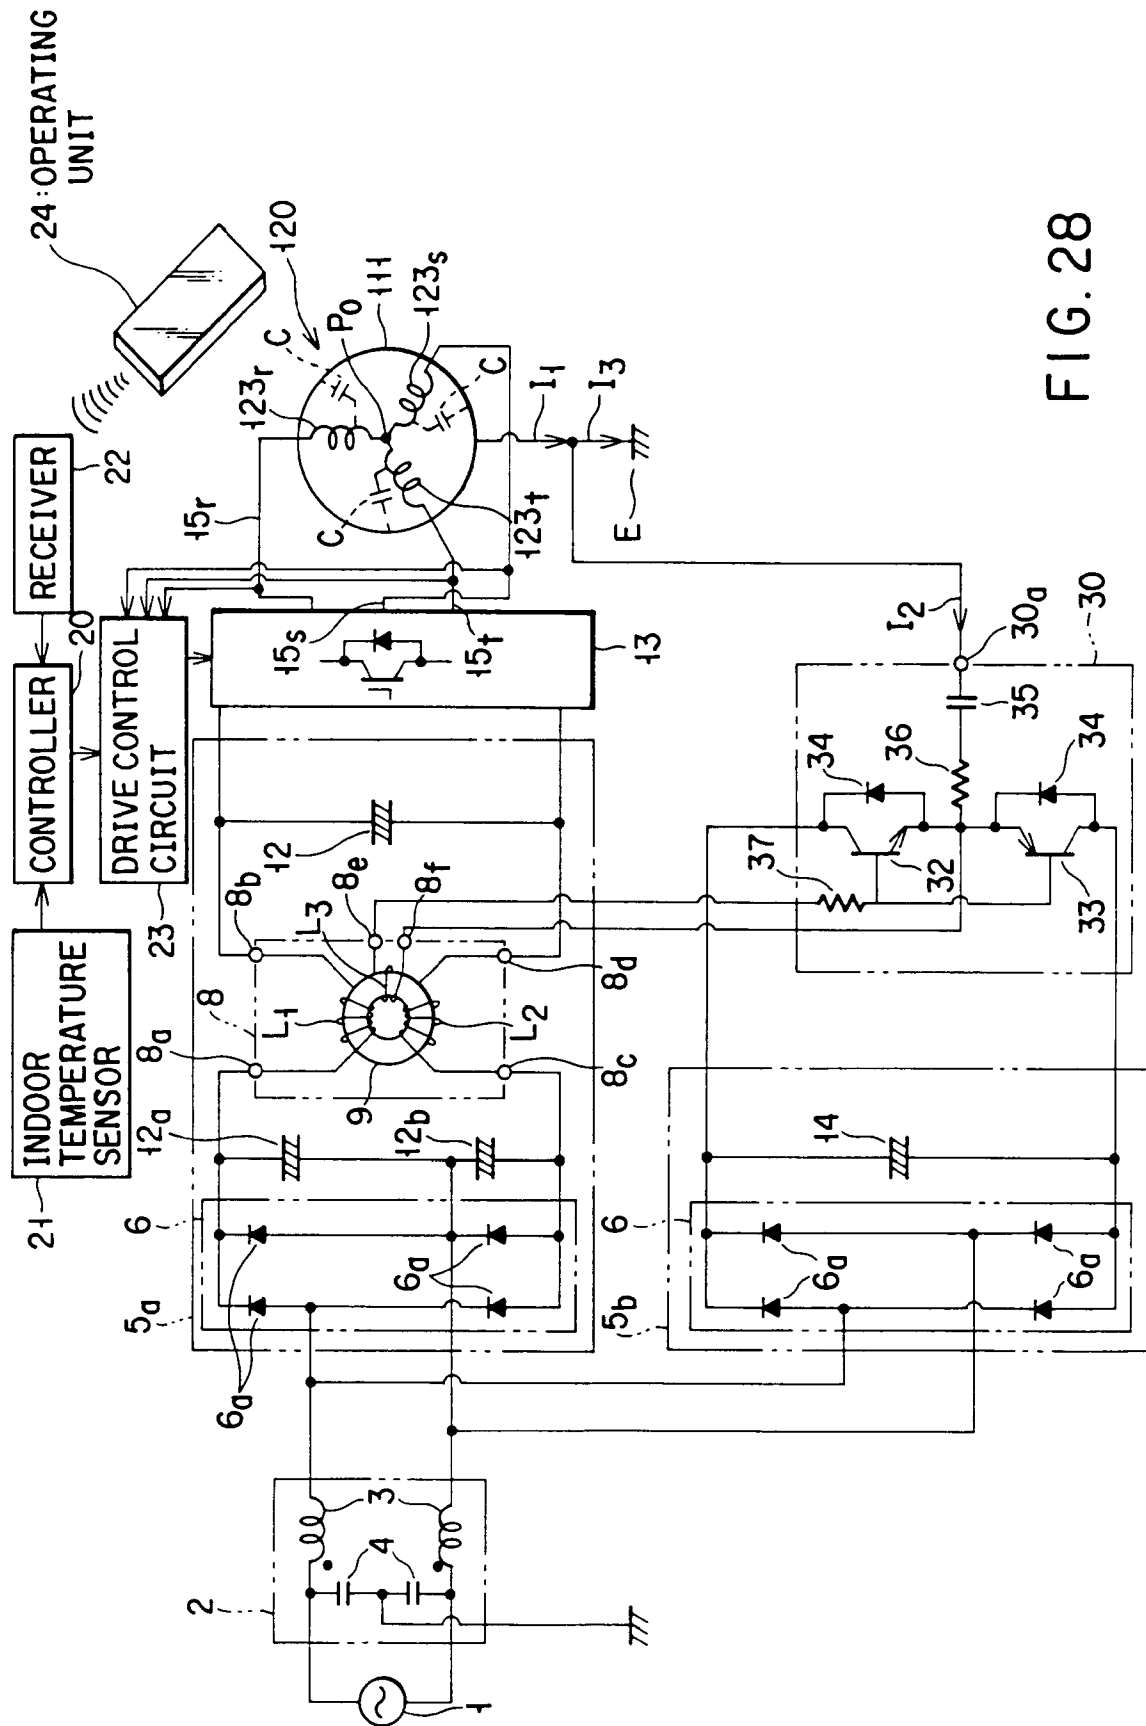 24:OPERATING
UNIT
RECEIVER
22
CONTROLLER
20
DRIVE CONTROL
CIRCUIT
23
INDOOR
TEMPERATURE
SENSOR
21
120
111
P0
C
C
C
123r
123s
123t
15r
15s
15t
13
I1
I3
E
I2
30a
30
35
36
34
34
37
32
33
12
8b
8e
8f
8d
L3
L1
L2
8
8a
8c
9
12a
12b
14
6
6a
6a
5a
6
6a
6a
5b
3
4
2
1
FIG. 28